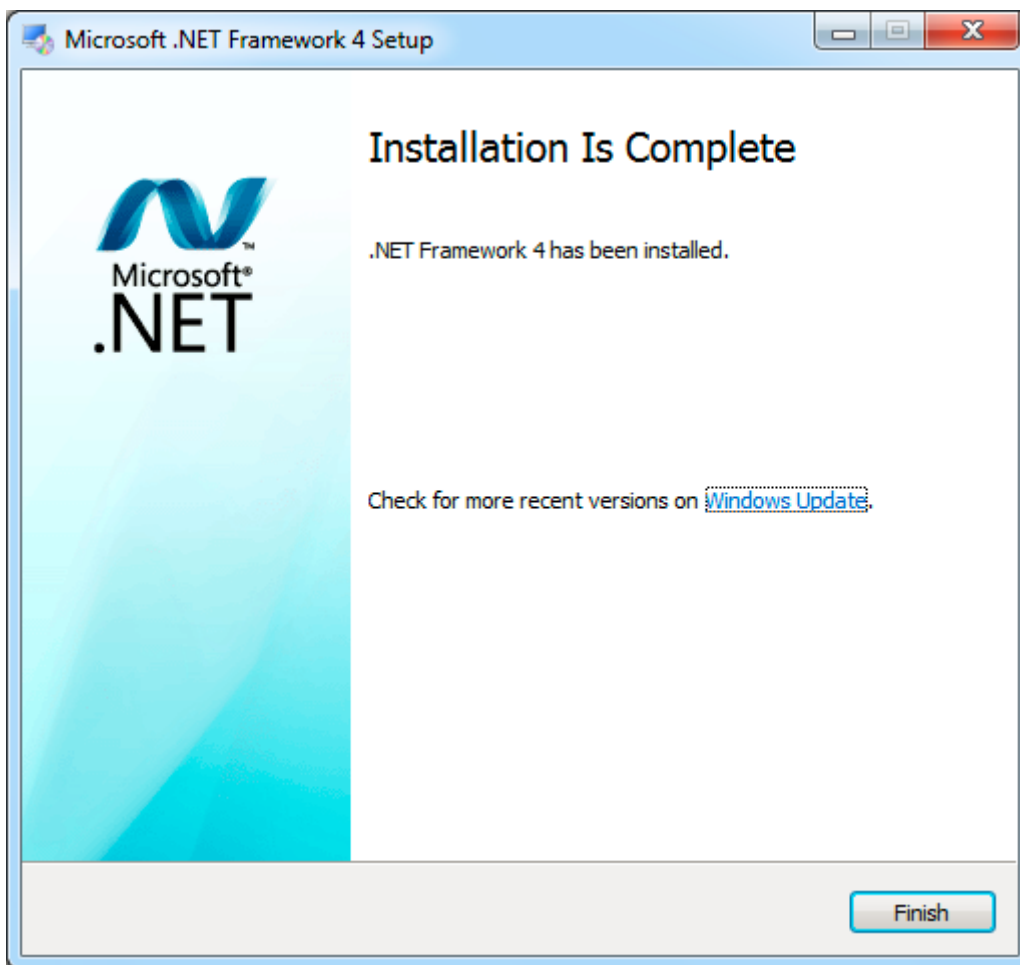 Microsoft .NET Framework 4 Setup
Installation Is Complete
.NET Framework 4 has been installed.
Microsoft®
.NET
™
Check for more recent versions on Windows Update.
Finish